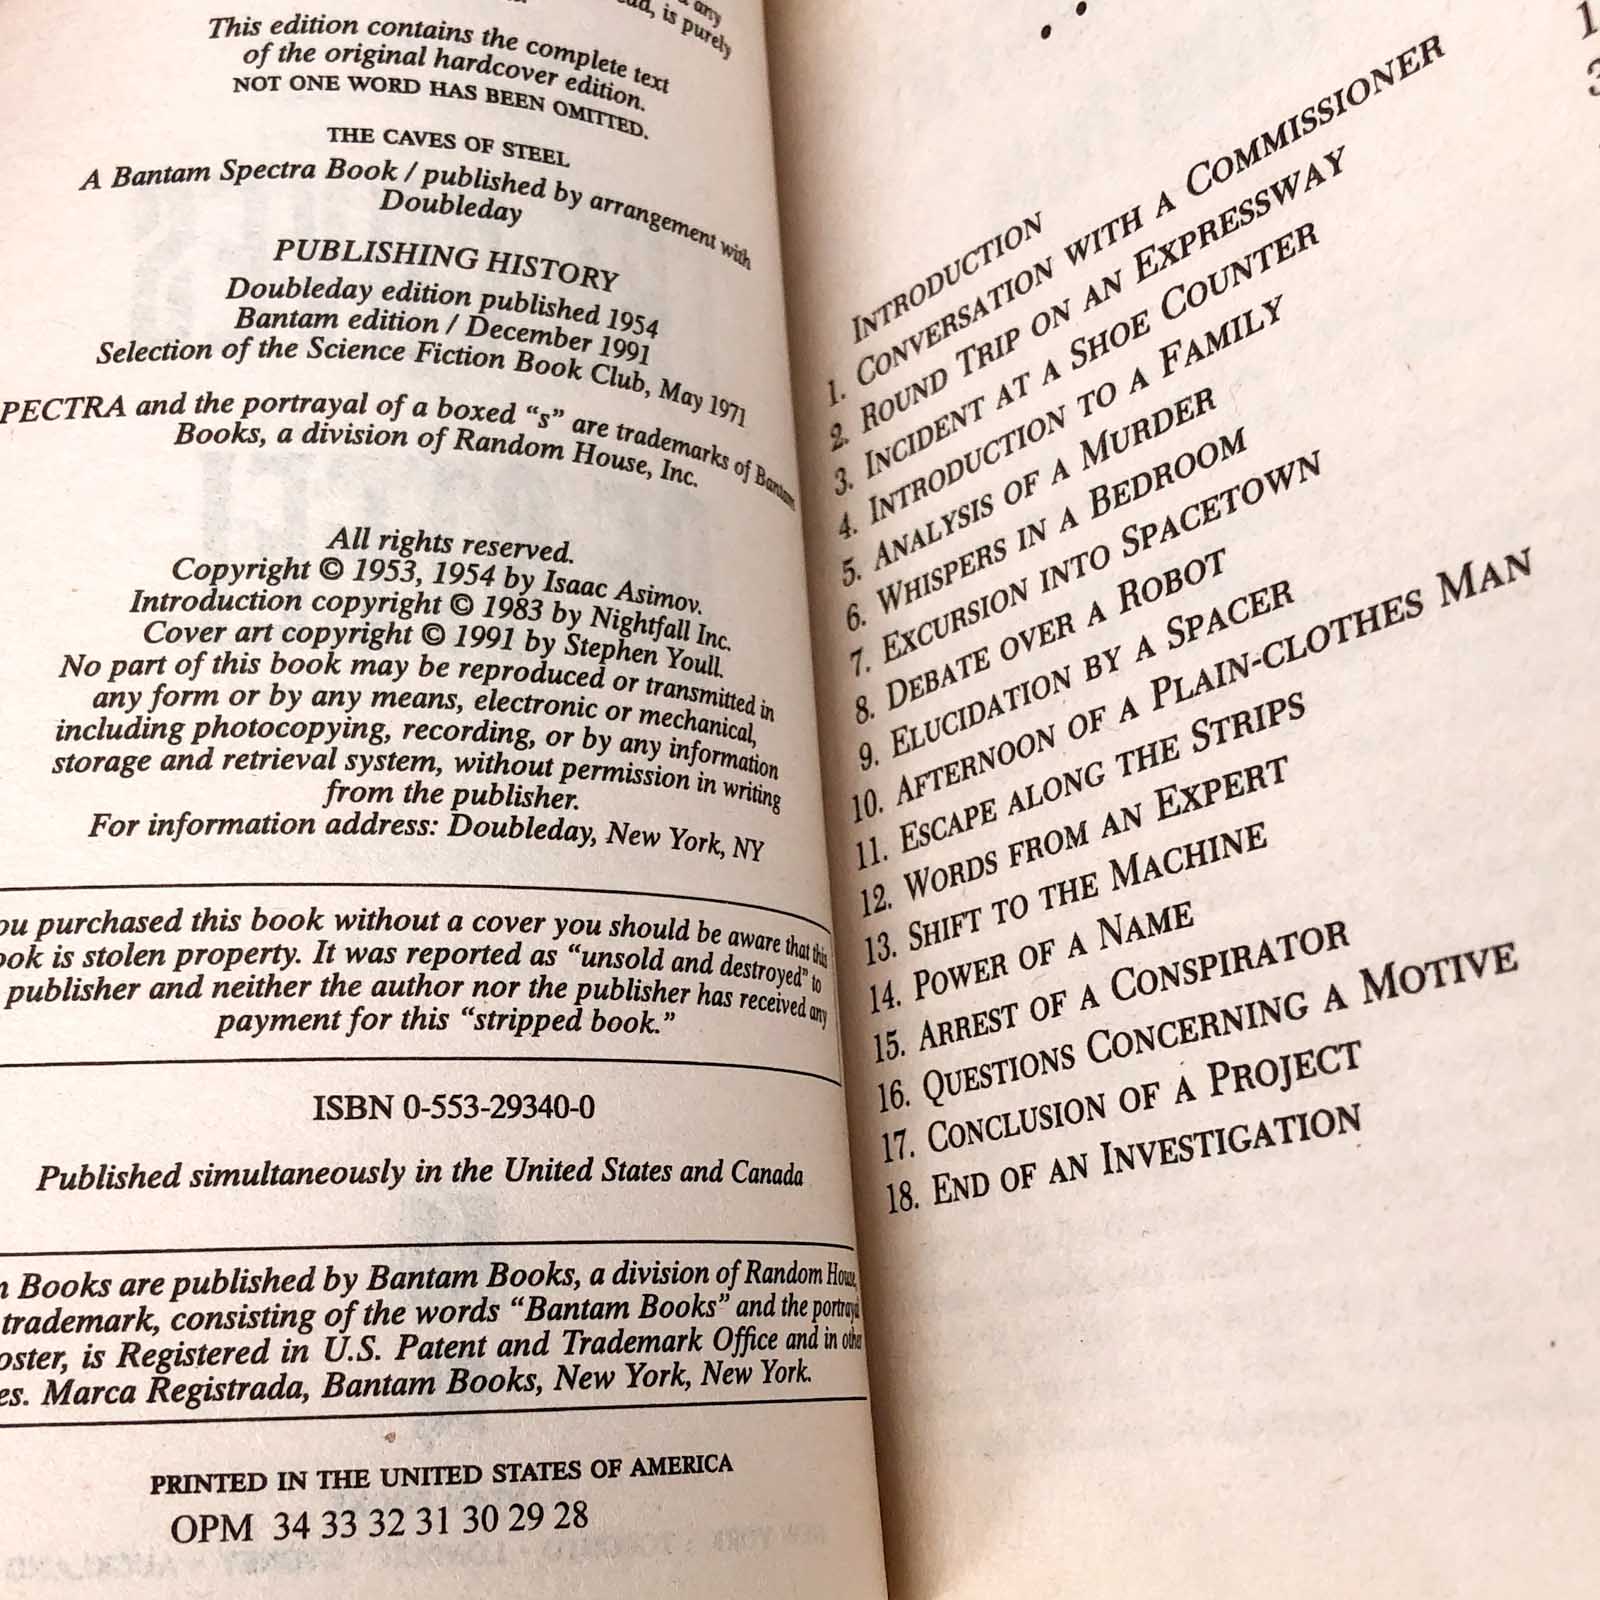 any
is purely
This edition contains the complete text
of the original hardcover edition.
NOT ONE WORD HAS BEEN OMITTED.
THE CAVES OF STEEL
A Bantam Spectra Book / published by arrangement with
Doubleday
PUBLISHING HISTORY
Doubleday edition published 1954
Bantam edition / December 1991
Selection of the Science Fiction Book Club, May 1971
PECTRA and the portrayal of a boxed “s” are trademarks of Bantam
Books, a division of Random House, Inc.
All rights reserved.
Copyright © 1953, 1954 by Isaac Asimov.
Introduction copyright © 1983 by Nightfall Inc.
Cover art copyright © 1991 by Stephen Youll.
No part of this book may be reproduced or transmitted in
any form or by any means, electronic or mechanical,
including photocopying, recording, or by any information
storage and retrieval system, without permission in writing
from the publisher.
For information address: Doubleday, New York, NY
ou purchased this book without a cover you should be aware that this
ook is stolen property. It was reported as “unsold and destroyed” to
publisher and neither the author nor the publisher has received any
payment for this “stripped book.”
ISBN 0-553-29340-0
Published simultaneously in the United States and Canada
Books are published by Bantam Books, a division of Random House,
trademark, consisting of the words “Bantam Books” and the portrayal
oster, is Registered in U.S. Patent and Trademark Office and in other
es. Marca Registrada, Bantam Books, New York, New York.
PRINTED IN THE UNITED STATES OF AMERICA
OPM 34 33 32 31 30 29 28
INTRODUCTION
1. CONVERSATION WITH A COMMISSIONER
2. ROUND TRIP ON AN EXPRESSWAY
3. INCIDENT AT A SHOE COUNTER
4. INTRODUCTION TO A FAMILY
5. ANALYSIS OF A MURDER
6. WHISPERS IN A BEDROOM
7. EXCURSION INTO SPACETOWN
8. DEBATE OVER A ROBOT
9. ELUCIDATION BY A SPACER
10. AFTERNOON OF A PLAIN-CLOTHES MAN
11. ESCAPE ALONG THE STRIPS
12. WORDS FROM AN EXPERT
13. SHIFT TO THE MACHINE
14. POWER OF A NAME
15. ARREST OF A CONSPIRATOR
16. QUESTIONS CONCERNING A MOTIVE
17. CONCLUSION OF A PROJECT
18. END OF AN INVESTIGATION